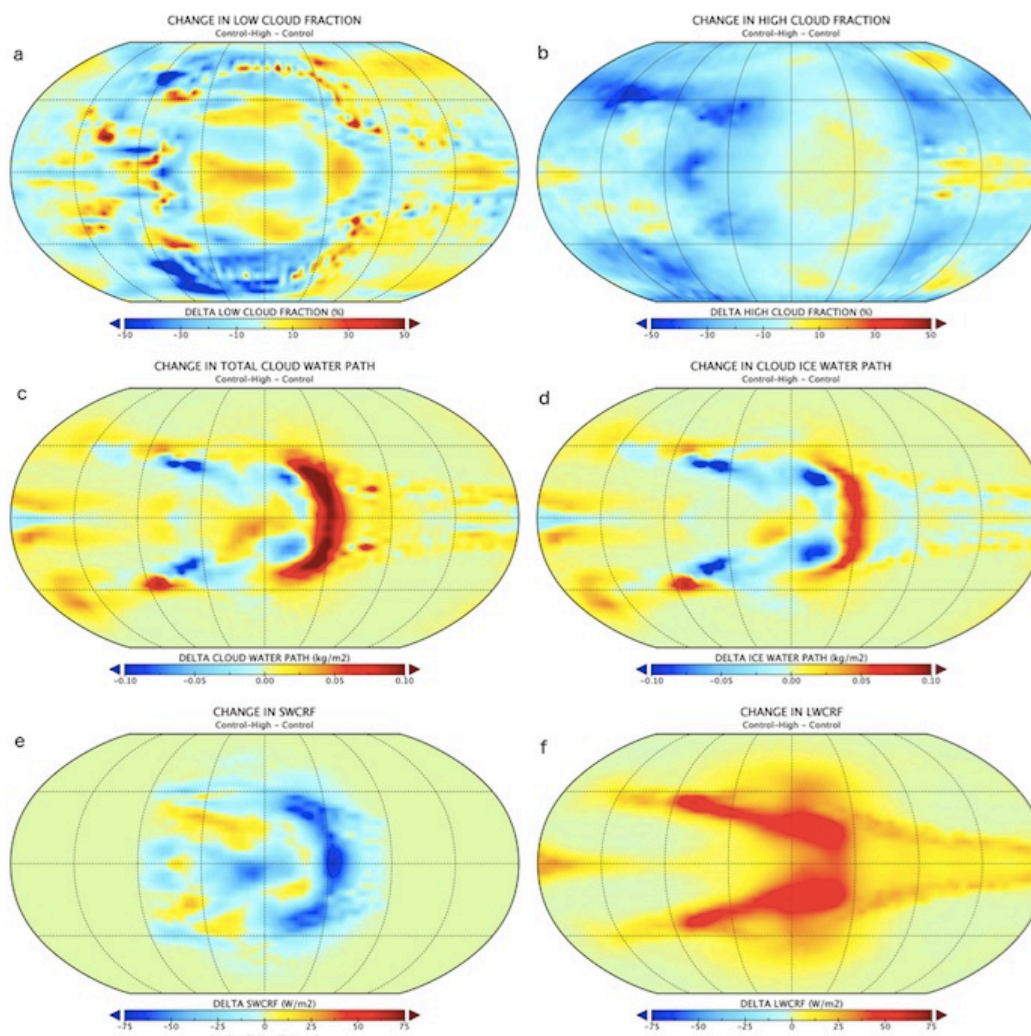 CHANGE IN LOW CLOUD FRACTION
Control-High - Control
a
DELTA LOW CLOUD FRACTION (%)
-50 -30 -10 10 30 50
CHANGE IN HIGH CLOUD FRACTION
Control-High - Control
b
DELTA HIGH CLOUD FRACTION (%)
-50 -30 -10 10 30 50
CHANGE IN TOTAL CLOUD WATER PATH
Control-High - Control
c
DELTA CLOUD WATER PATH (kg/m2)
-0.10 -0.05 0.00 0.05 0.10
CHANGE IN CLOUD ICE WATER PATH
Control-High - Control
d
DELTA ICE WATER PATH (kg/m2)
-0.10 -0.05 0.00 0.05 0.10
CHANGE IN SWCRF
Control-High - Control
e
DELTA SWCRF (W/m2)
-75 -50 -25 0 25 50 75
CHANGE IN LWCRF
Control-High - Control
f
DELTA LWCRF (W/m2)
-75 -50 -25 0 25 50 75